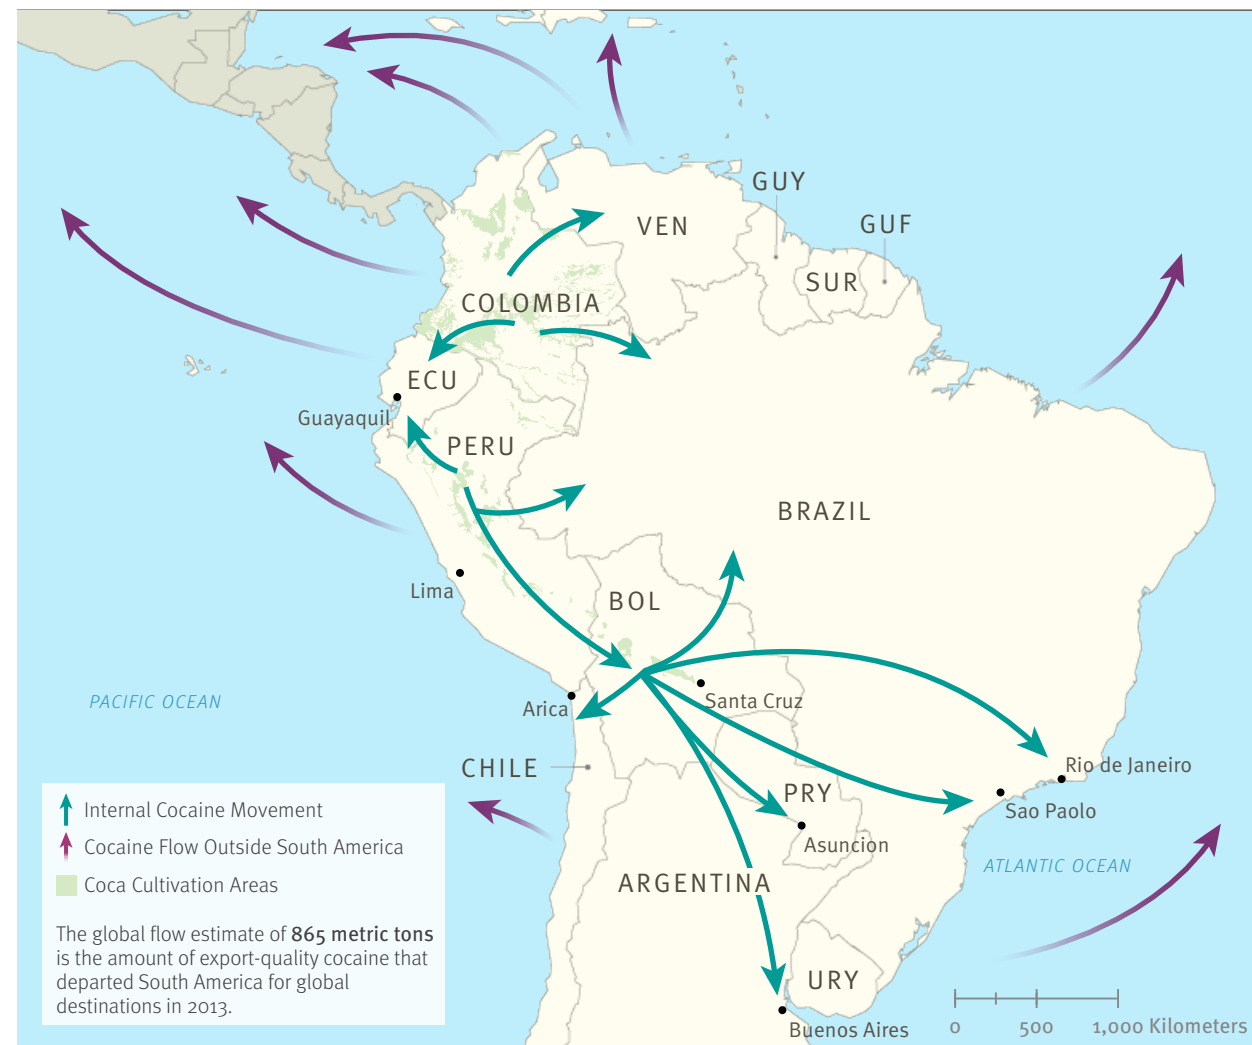 GUY
VEN
GUF
SUR
COLOMBIA
ECU
Guayaquil
PERU
BRAZIL
Lima
BOL
PACIFIC OCEAN
Arica
Santa Cruz
CHILE
Rio de Janeiro
PRY
Sao Paolo
Asuncion
ATLANTIC OCEAN
ARGENTINA
URY
Buenos Aires
Internal Cocaine Movement
Cocaine Flow Outside South America
Coca Cultivation Areas
The global flow estimate of 865 metric tons
is the amount of export-quality cocaine that
departed South America for global
destinations in 2013.
0 500 1,000 Kilometers